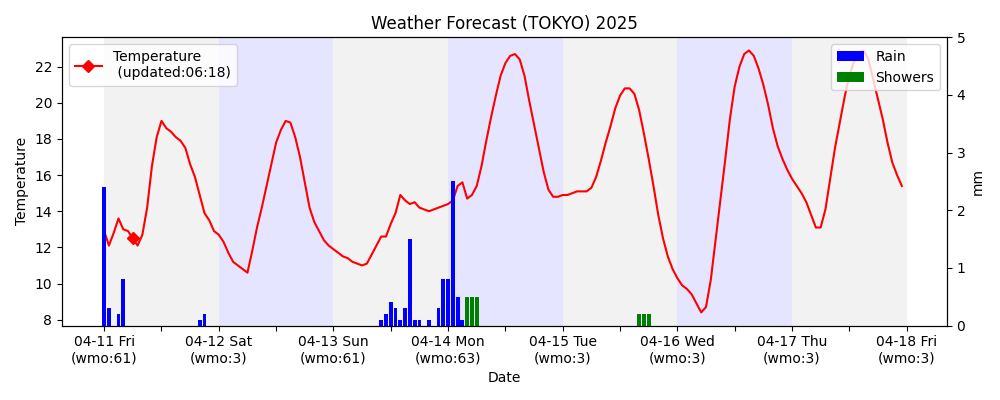 Weather Forecast (TOKYO) 2025
Temperature
(updated:06:18)
Rain
Showers
Temperature
22
20
18
16
14
12
10
8
5
4
3
2
1
0
mm
04-11 Fri
(wmo:61)
04-12 Sat
(wmo:3)
04-13 Sun
(wmo:61)
04-14 Mon
(wmo:63)
04-15 Tue
(wmo:3)
04-16 Wed
(wmo:3)
04-17 Thu
(wmo:3)
04-18 Fri
(wmo:3)
Date